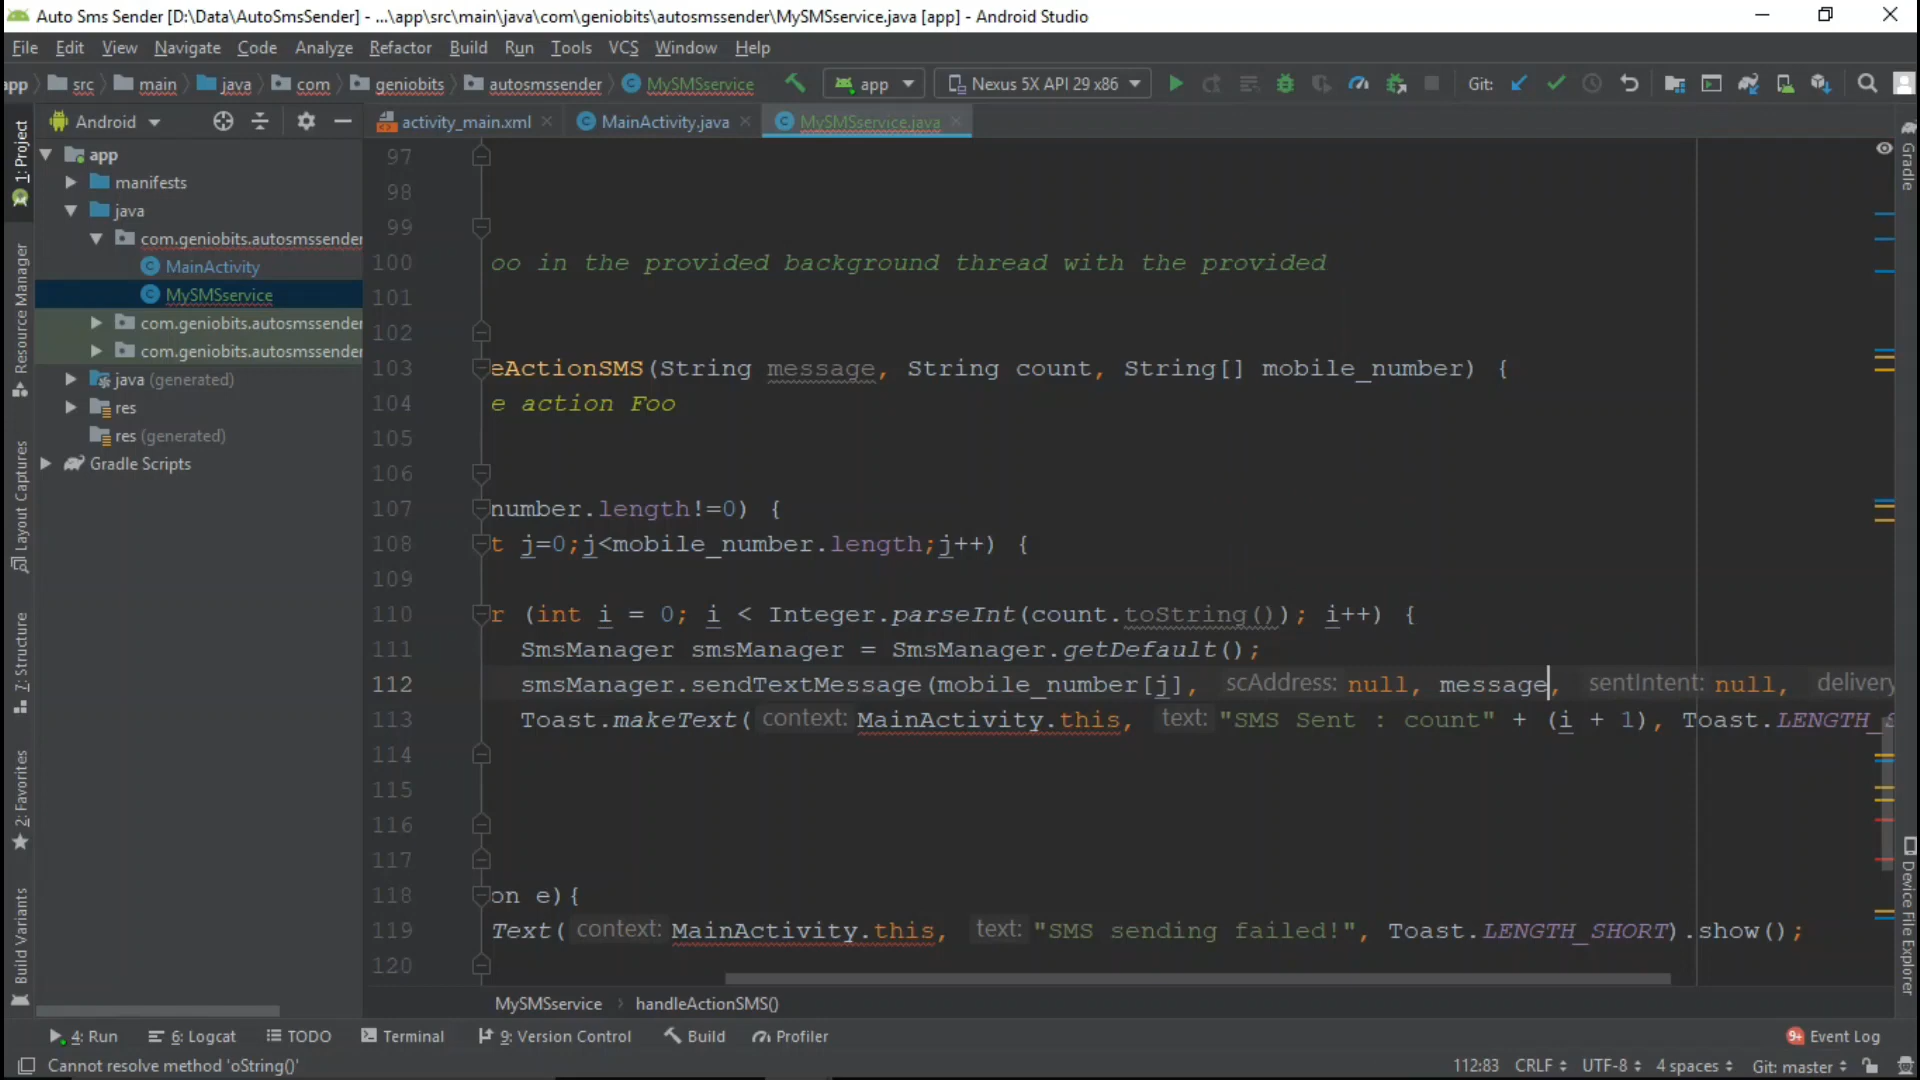 Auto Sms Sender [D:\Data\AutoSmsSender] - ...\app\src\main\java\com\geniobits\autosmssender\MySMSservice.java [app] - Android Studio
File Edit View Navigate Code Analyze Refactor Build Run Tools VCS Window Help
app src main java com geniobits autosmssender MySMSservice app Nexus 5X API 29 x86 Git:
Android activity_main.xml MainActivity.java MySMSservice.java
1: Project
Resource Manager
Layout Captures
7: Structure
2: Favorites
Build Variants
app
manifests
java
com.geniobits.autosmssender
MainActivity
MySMSservice
com.geniobits.autosmssender
com.geniobits.autosmssender
java (generated)
res
res (generated)
Gradle Scripts
97
98
99
100 oo in the provided background thread with the provided
101
102
103 eActionSMS(String message, String count, String[] mobile_number) {
104 e action Foo
105
106
107 number.length!=0) {
108 t j=0;j<mobile_number.length;j++) {
109
110 r (int i = 0; i < Integer.parseInt(count.toString()); i++) {
111 SmsManager smsManager = SmsManager.getDefault();
112 smsManager.sendTextMessage(mobile_number[j], scAddress: null, message, sentIntent: null, delivery
113 Toast.makeText( context: MainActivity.this, text: "SMS Sent : count" + (i + 1), Toast.LENGTH_S
114
115
116
117
118 on e){
119 Text( context: MainActivity.this, text: "SMS sending failed!", Toast.LENGTH_SHORT).show();
120
Gradle
Device File Explorer
MySMSservice handleActionSMS()
4: Run 6: Logcat TODO Terminal 9: Version Control Build Profiler 9+ Event Log
Cannot resolve method 'oString()' 112:83 CRLF UTF-8 4 spaces Git: master